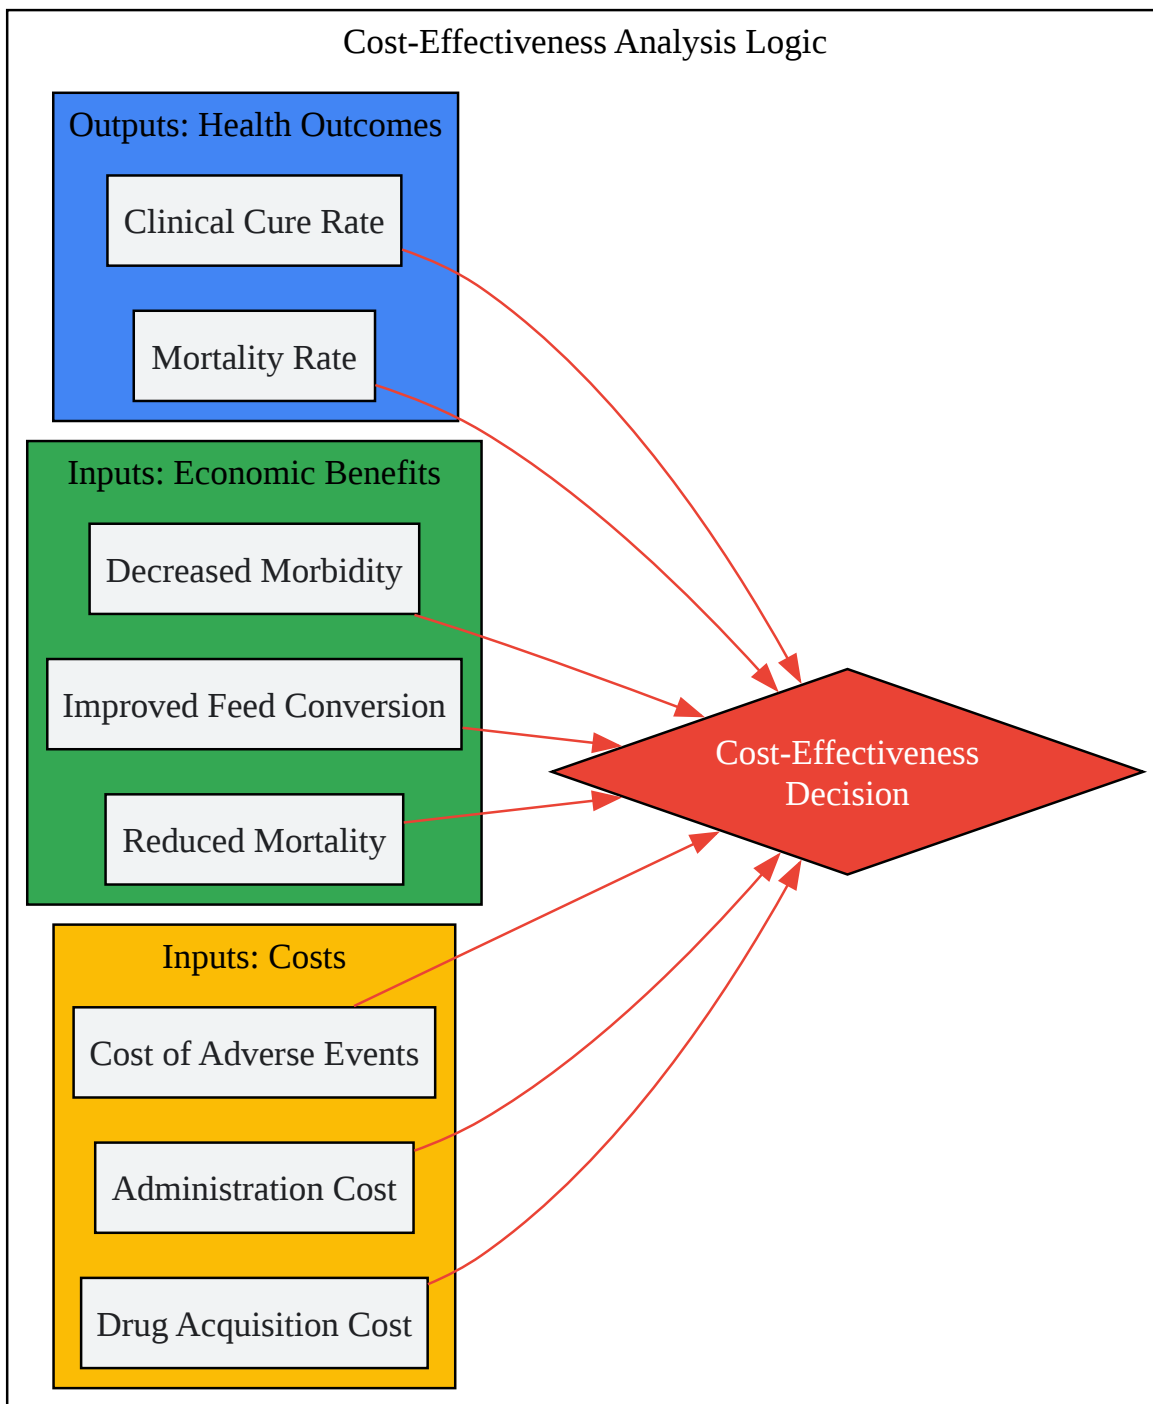 Cost-Effectiveness Analysis Logic
Outputs: Health Outcomes
Clinical Cure Rate
Mortality Rate
Inputs: Economic Benefits
Decreased Morbidity
Improved Feed Conversion
Reduced Mortality
Cost-Effectiveness
Decision
Inputs: Costs
Cost of Adverse Events
Administration Cost
Drug Acquisition Cost